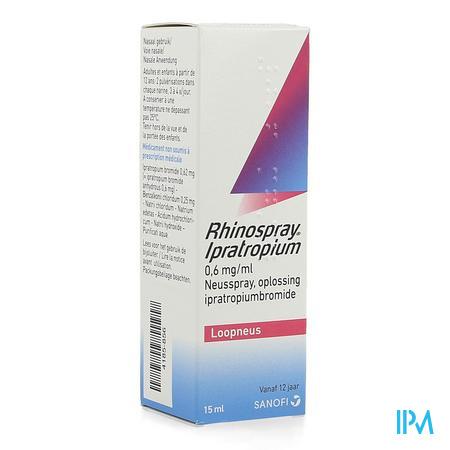 Nasaal gebruik/
Voie nasale/
Nasale Anwendung
Adultes et enfants à partir de
12 ans: 2 pulvérisations dans
chaque narine, 3 à 4 x/jour.
A conserver à une
température ne dépassant
pas 25°C.
Tenir hors de la vue et de
la portée des enfants.
Médicament non soumis à
prescription médicale
Ipratropium bromide 0,62 mg
(= ipratropium bromide
anhydrous 0,6 mg) -
Benzalkonii chloridum 0,25 mg
- Natrii chloridum - Natrium
edetas - Acidum hydrochlori-
cum - Natrii hydroxide -
Purificati aqua
Lees voor het gebruik de
bijsluiter./ Lire la notice
avant utilisation.
Packungsbeilage beachten.
4185-656
Rhinospray®
Ipratropium
0,6 mg/ml
Neusspray, oplossing
ipratropiumbromide
Loopneus
Vanaf 12 jaar
15 ml
SANOFI
IPM